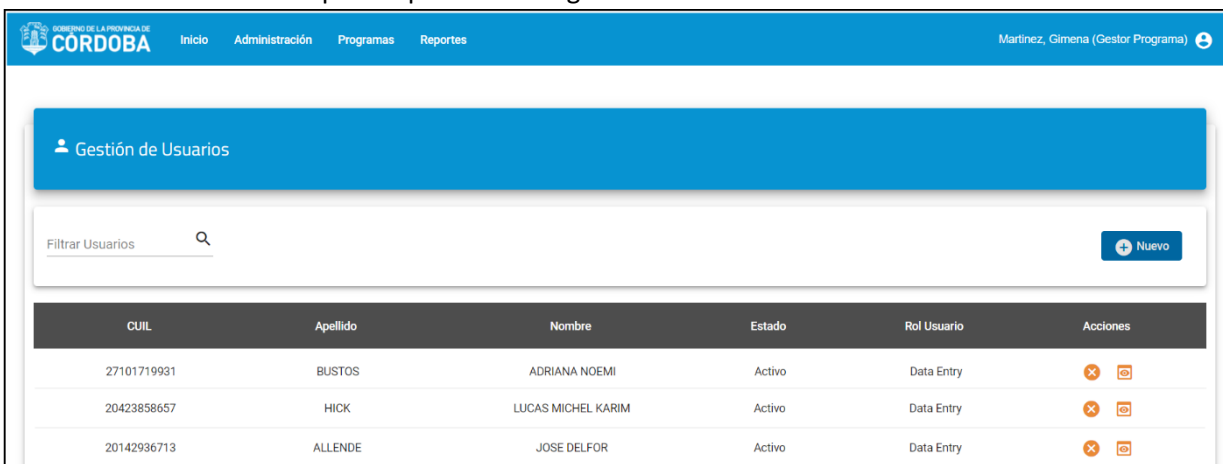 GOBIERNO DE LA PROVINCIA DE
CÓRDOBA
Inicio Administración Programas Reportes Martinez, Gimena (Gestor Programa)
Gestión de Usuarios
Filtrar Usuarios
Nuevo
CUIL Apellido Nombre Estado Rol Usuario Acciones
27101719931 BUSTOS ADRIANA NOEMI Activo Data Entry
20423858657 HICK LUCAS MICHEL KARIM Activo Data Entry
20142936713 ALLENDE JOSE DELFOR Activo Data Entry